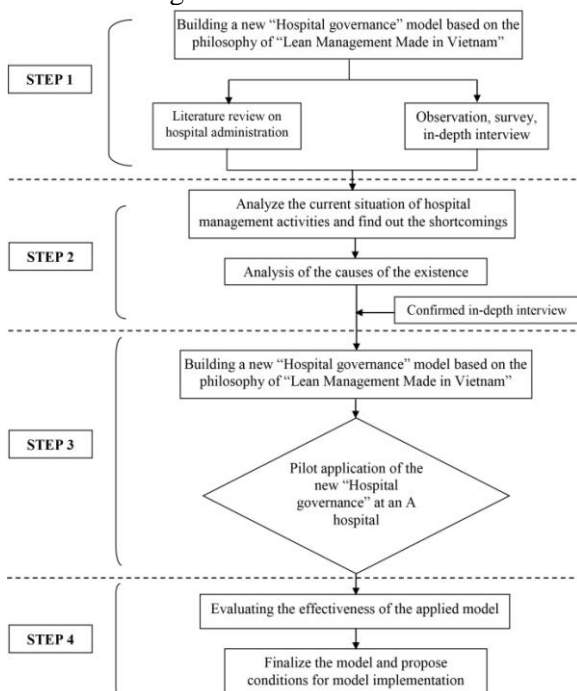 Building a new “Hospital governance” model based on the
philosophy of “Lean Management Made in Vietnam”
STEP 1
Literature review on
hospital administration
Observation, survey,
in-depth interview
Analyze the current situation of hospital
management activities and find out the shortcomings
STEP 2
Analysis of the causes of the existence
Confirmed in-depth interview
Building a new “Hospital governance” model based on the
philosophy of “Lean Management Made in Vietnam”
STEP 3
Pilot application of the
new “Hospital
governance” at an A
hospital
Evaluating the effectiveness of the applied model
STEP 4
Finalize the model and propose
conditions for model implementation